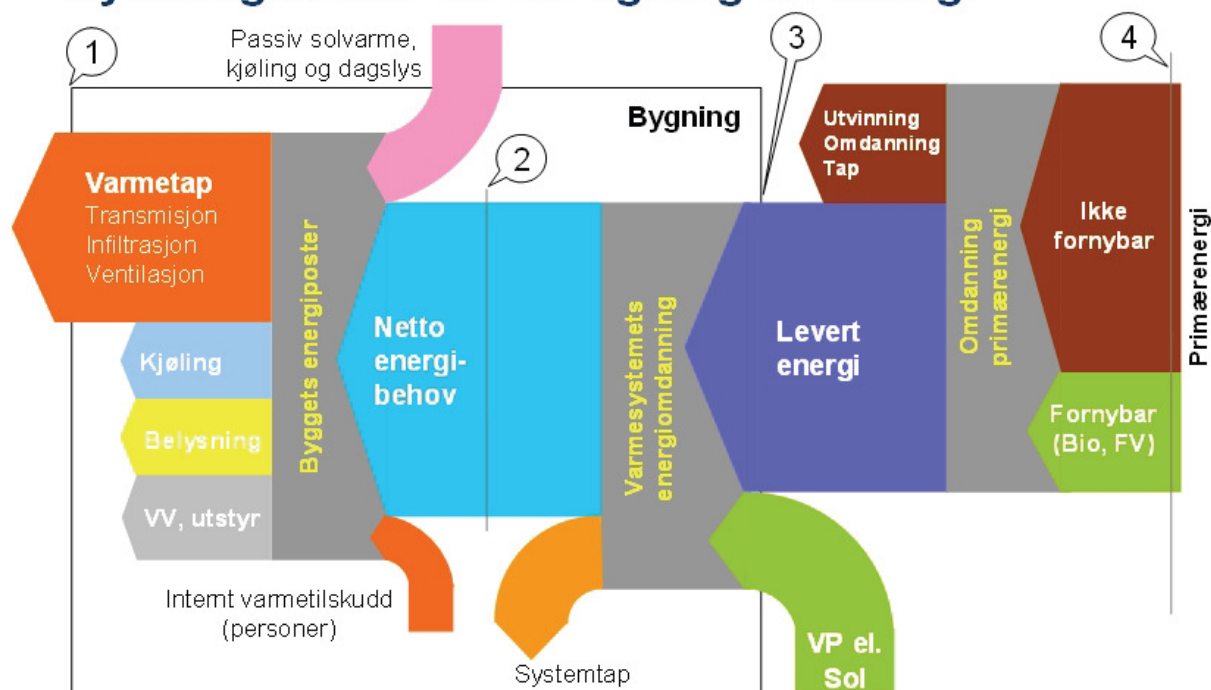 1
Passiv solvarme,
kjøling og dagslys
3
4
Bygning
2
Utvinning
Omdanning
Tap
Varmetap
Transmisjon
Infiltrasjon
Ventilasjon
Ikke
fornybar
Primærenergi
Byggets energiposter
Netto
energi-
behov
Varmesystemets
energiomdanning
Levert
energi
Omdanning
primærenergi
Kjøling
Belysning
VV, utstyr
Fornybar
(Bio, FV)
Internt varmetilskudd
(personer)
Systemtap
VP el.
Sol